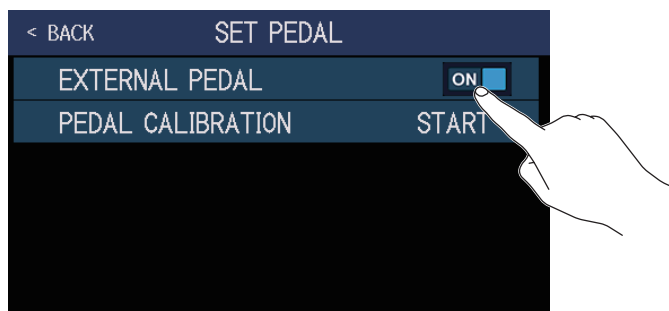 < BACK SET PEDAL
EXTERNAL PEDAL ON
PEDAL CALIBRATION START